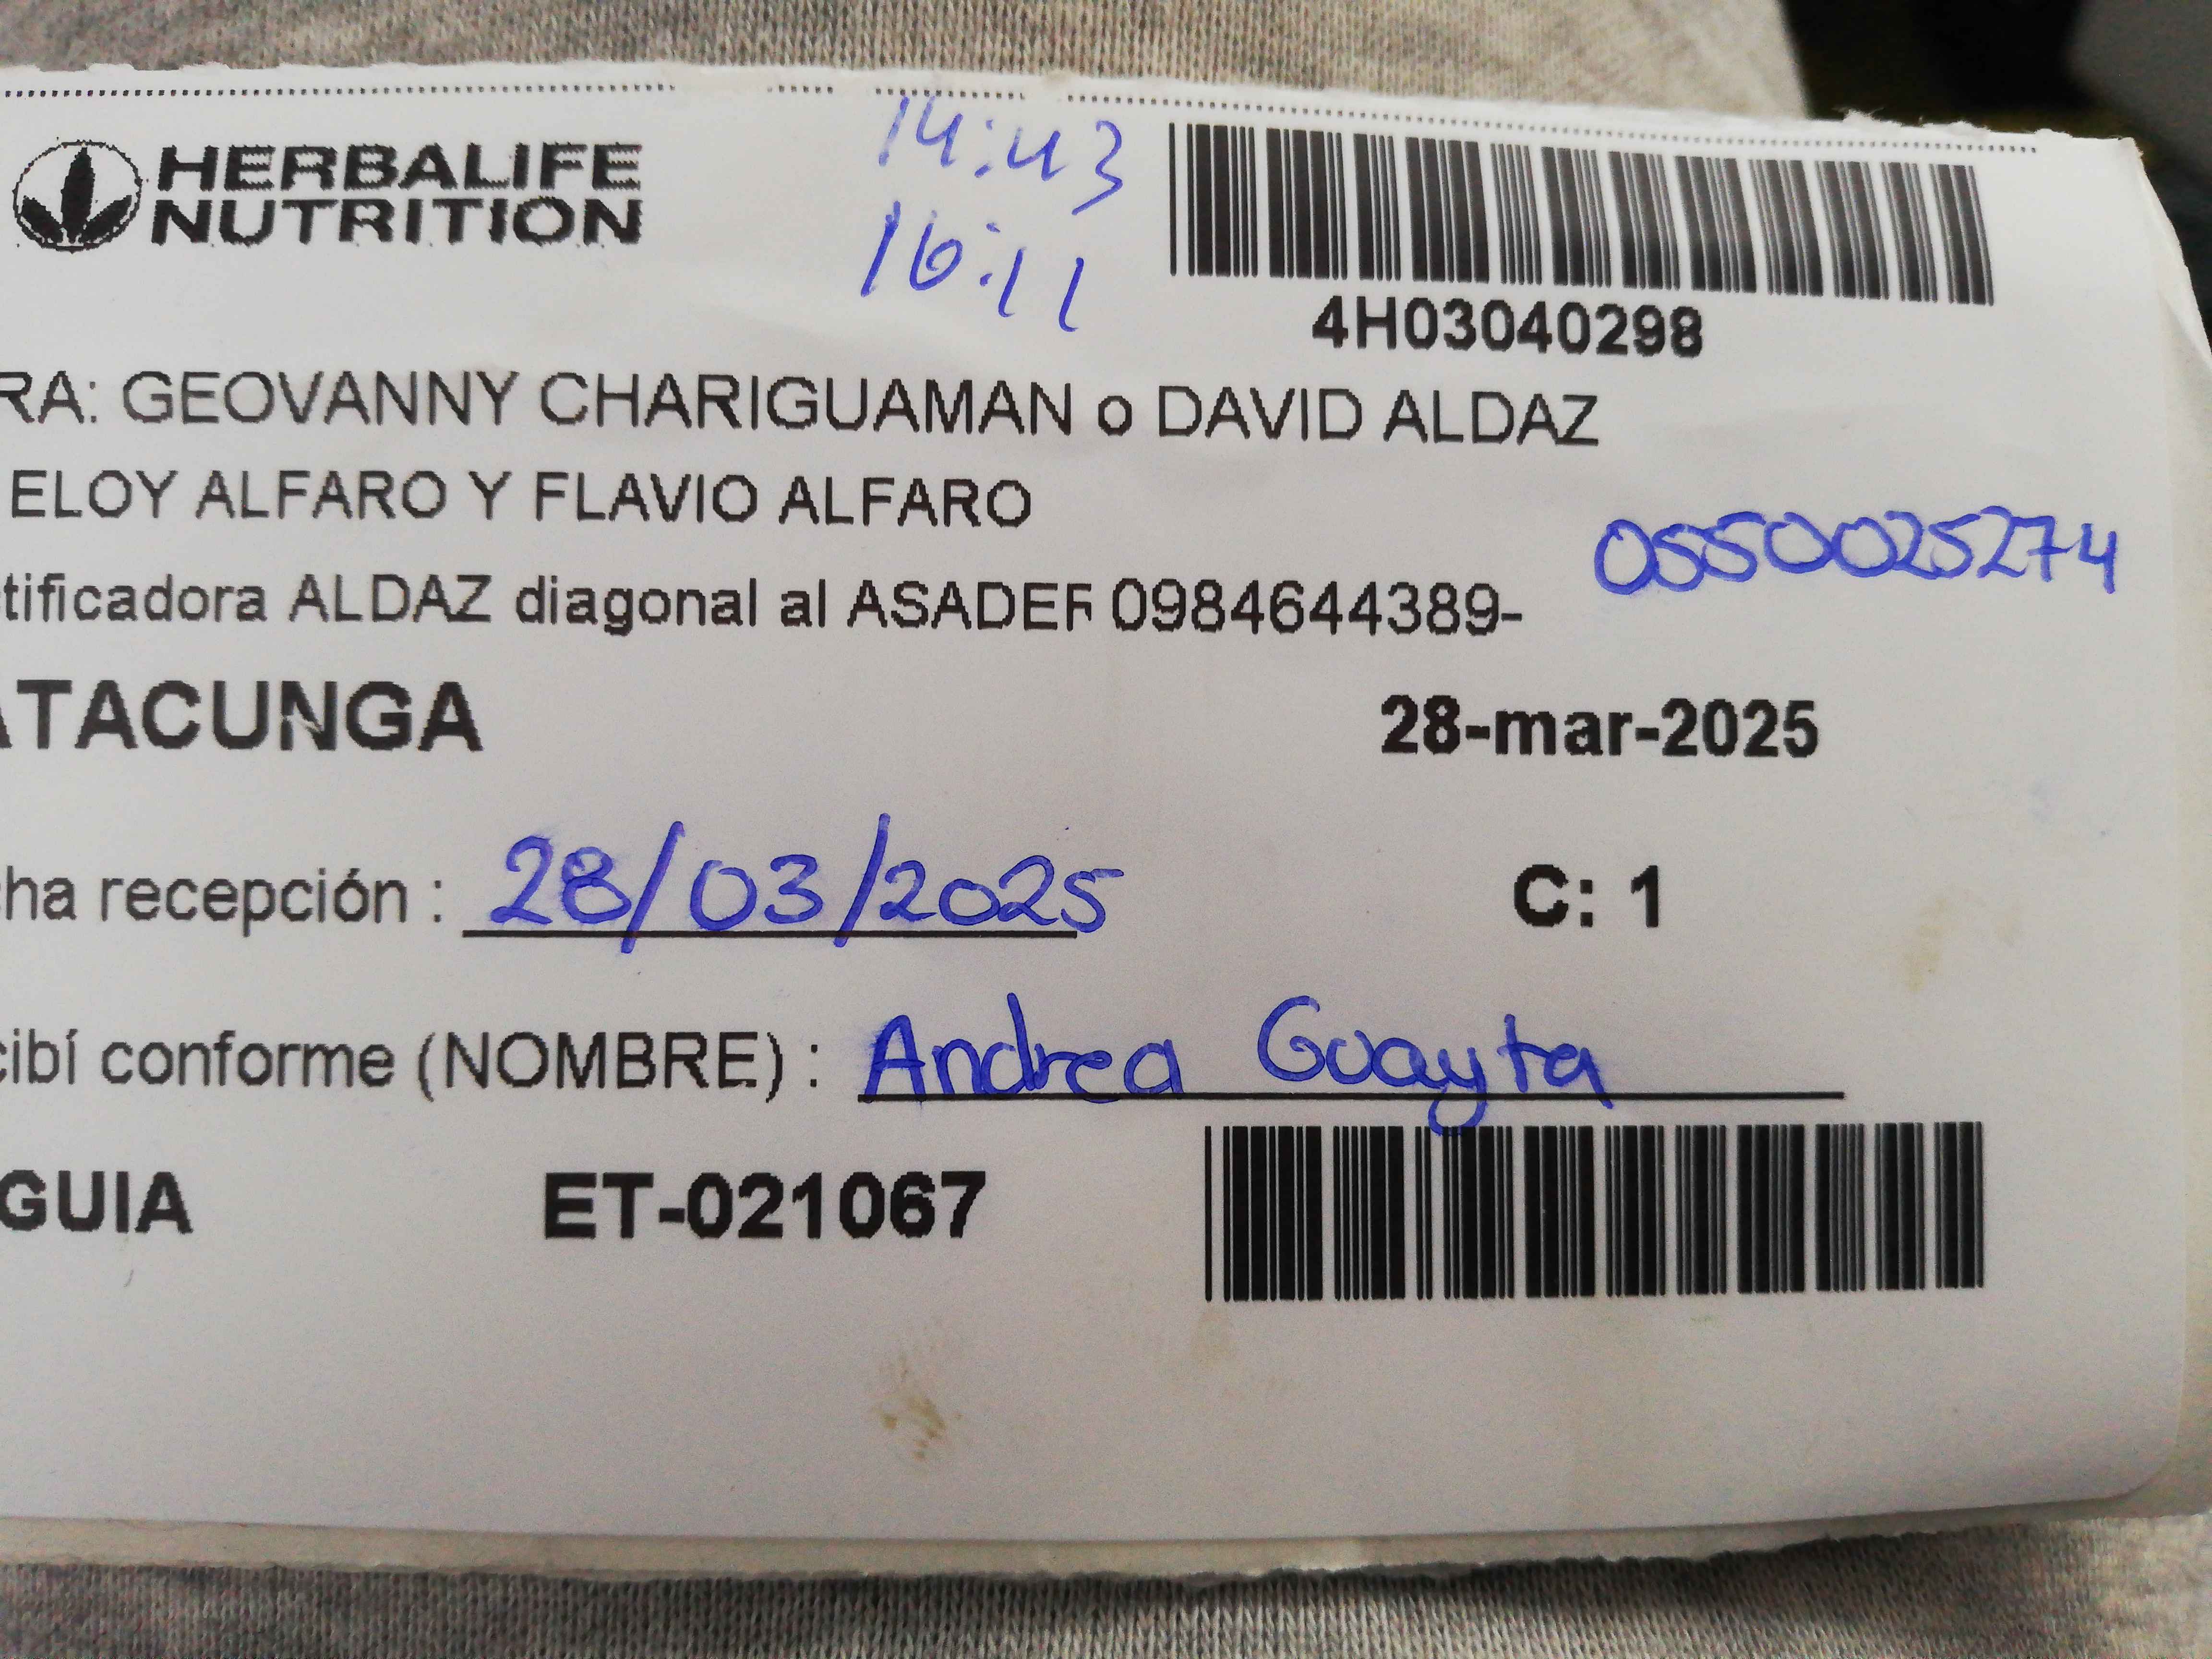 HERBALIFE
NUTRITION
14:43
16:11
4H03040298
RA: GEOVANNY CHARIGUAMAN o DAVID ALDAZ
ELOY ALFARO Y FLAVIO ALFARO
0550025274
tificadora ALDAZ diagonal al ASADER 0984644389-
ATACUNGA
28-mar-2025
cha recepción : 28/03/2025
C: 1
cibí conforme (NOMBRE) : Andrea Guayta
GUIA ET-021067